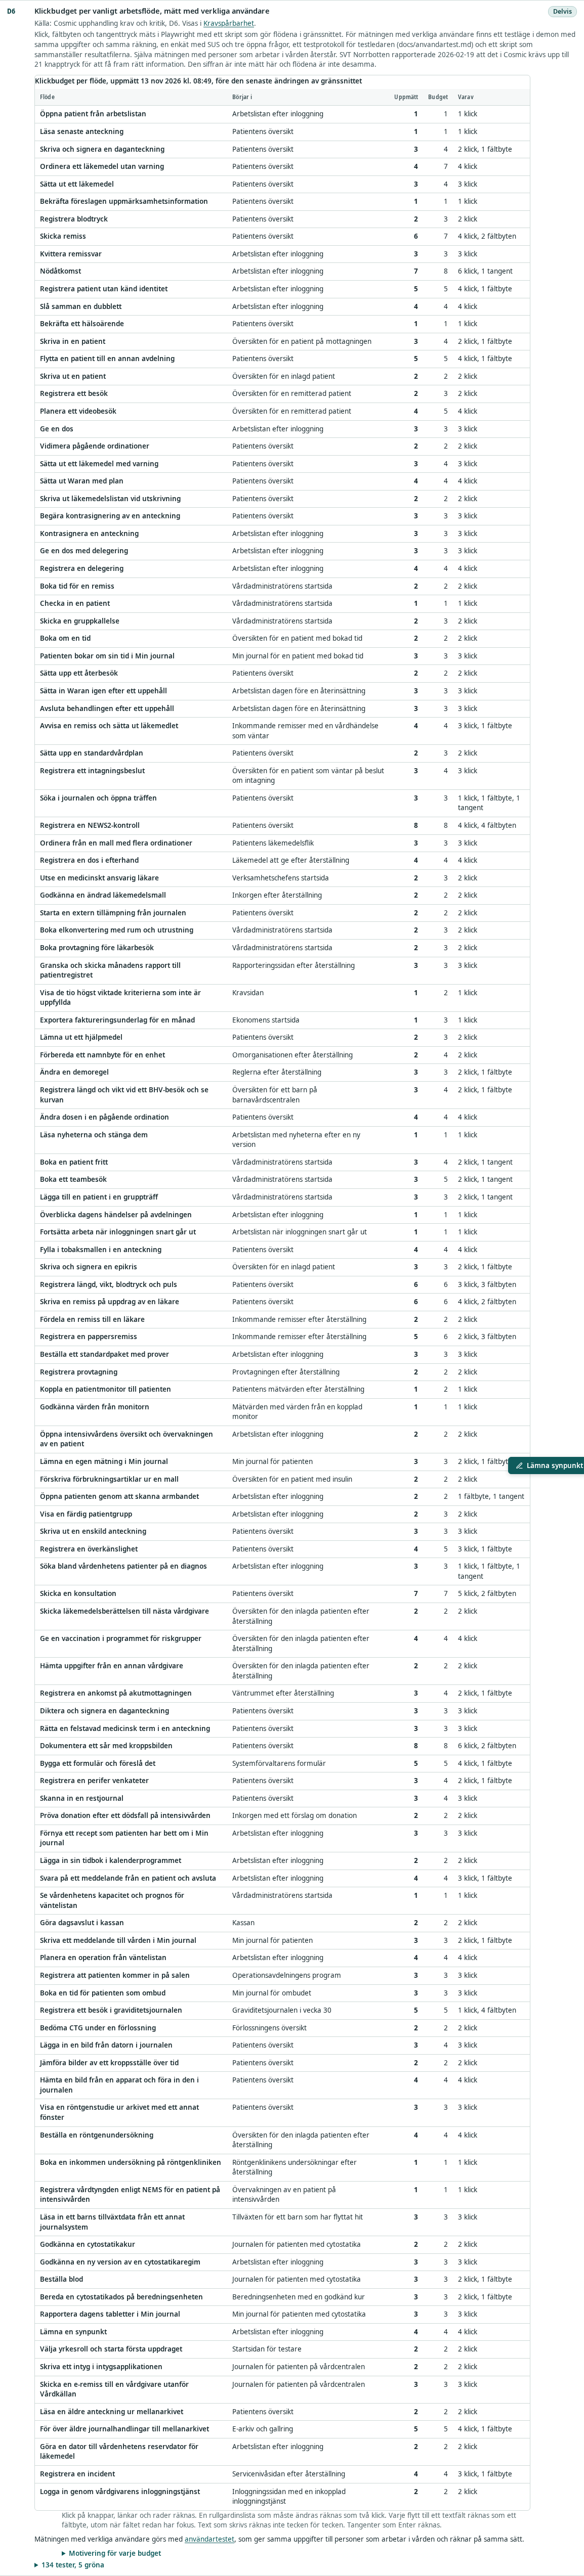 D6
Klickbudget per vanligt arbetsflöde, mätt med verkliga användare
Delvis
Källa: Cosmic upphandling krav och kritik, D6. Visas i Kravspårbarhet.
Klick, fältbyten och tangenttryck mäts i Playwright med ett skript som gör flödena i gränssnittet. För mätningen med verkliga användare finns ett testläge i demon med
samma uppgifter och samma räkning, en enkät med SUS och tre öppna frågor, ett testprotokoll för testledaren (docs/anvandartest.md) och ett skript som
sammanställer resultatfilerna. Själva mätningen med personer som arbetar i vården återstår. SVT Norrbotten rapporterade 2026-02-19 att det i Cosmic krävs upp till
21 knapptryck för att få fram rätt information. Den siffran är inte mätt här och flödena är inte desamma.
Klickbudget per flöde, uppmätt 13 nov 2026 kl. 08:49, före den senaste ändringen av gränssnittet
Flöde Börjar i Uppmätt Budget Varav
Öppna patient från arbetslistan Arbetslistan efter inloggning 1 1 1 klick
Läsa senaste anteckning Patientens översikt 1 1 1 klick
Skriva och signera en daganteckning Patientens översikt 3 4 2 klick, 1 fältbyte
Ordinera ett läkemedel utan varning Patientens översikt 4 7 4 klick
Sätta ut ett läkemedel Patientens översikt 3 4 3 klick
Bekräfta föreslagen uppmärksamhetsinformation Patientens översikt 1 1 1 klick
Registrera blodtryck Patientens översikt 2 3 2 klick
Skicka remiss Patientens översikt 6 7 4 klick, 2 fältbyten
Kvittera remissvar Arbetslistan efter inloggning 3 3 3 klick
Nödåtkomst Arbetslistan efter inloggning 7 8 6 klick, 1 tangent
Registrera patient utan känd identitet Arbetslistan efter inloggning 5 5 4 klick, 1 fältbyte
Slå samman en dubblett Arbetslistan efter inloggning 4 4 4 klick
Bekräfta ett hälsoärende Patientens översikt 1 1 1 klick
Skriva in en patient Översikten för en patient på mottagningen 3 4 2 klick, 1 fältbyte
Flytta en patient till en annan avdelning Patientens översikt 5 5 4 klick, 1 fältbyte
Skriva ut en patient Översikten för en inlagd patient 2 2 2 klick
Registrera ett besök Översikten för en remitterad patient 2 3 2 klick
Planera ett videobesök Översikten för en remitterad patient 4 5 4 klick
Ge en dos Arbetslistan efter inloggning 3 3 3 klick
Vidimera pågående ordinationer Patientens översikt 2 2 2 klick
Sätta ut ett läkemedel med varning Patientens översikt 3 4 3 klick
Sätta ut Waran med plan Patientens översikt 4 4 4 klick
Skriva ut läkemedelslistan vid utskrivning Patientens översikt 2 2 2 klick
Begära kontrasignering av en anteckning Patientens översikt 3 3 3 klick
Kontrasignera en anteckning Arbetslistan efter inloggning 3 3 3 klick
Ge en dos med delegering Arbetslistan efter inloggning 3 3 3 klick
Registrera en delegering Arbetslistan efter inloggning 4 4 4 klick
Boka tid för en remiss Vårdadministratörens startsida 2 2 2 klick
Checka in en patient Vårdadministratörens startsida 1 1 1 klick
Skicka en gruppkallelse Vårdadministratörens startsida 2 3 2 klick
Boka om en tid Översikten för en patient med bokad tid 2 2 2 klick
Patienten bokar om sin tid i Min journal Min journal för en patient med bokad tid 3 3 3 klick
Sätta upp ett återbesök Patientens översikt 2 2 2 klick
Sätta in Waran igen efter ett uppehåll Arbetslistan dagen före en återinsättning 3 3 3 klick
Avsluta behandlingen efter ett uppehåll Arbetslistan dagen före en återinsättning 3 3 3 klick
Avvisa en remiss och sätta ut läkemedlet Inkommande remisser med en vårdhändelse
som väntar 4 4 3 klick, 1 fältbyte
Sätta upp en standardvårdplan Patientens översikt 2 3 2 klick
Registrera ett intagningsbeslut Översikten för en patient som väntar på beslut
om intagning 3 4 3 klick
Söka i journalen och öppna träffen Patientens översikt 3 3 1 klick, 1 fältbyte, 1
tangent
Registrera en NEWS2-kontroll Patientens översikt 8 8 4 klick, 4 fältbyten
Ordinera från en mall med flera ordinationer Patientens läkemedelsflik 3 3 3 klick
Registrera en dos i efterhand Läkemedel att ge efter återställning 4 4 4 klick
Utse en medicinskt ansvarig läkare Verksamhetschefens startsida 2 3 2 klick
Godkänna en ändrad läkemedelsmall Inkorgen efter återställning 2 2 2 klick
Starta en extern tillämpning från journalen Patientens översikt 2 2 2 klick
Boka elkonvertering med rum och utrustning Vårdadministratörens startsida 2 3 2 klick
Boka provtagning före läkarbesök Vårdadministratörens startsida 2 3 2 klick
Granska och skicka månadens rapport till
patientregistret Rapporteringssidan efter återställning 3 3 3 klick
Visa de tio högst viktade kriterierna som inte är
uppfyllda Kravsidan 1 2 1 klick
Exportera faktureringsunderlag för en månad Ekonomens startsida 1 3 1 klick
Lämna ut ett hjälpmedel Patientens översikt 2 3 2 klick
Förbereda ett namnbyte för en enhet Omorganisationen efter återställning 2 4 2 klick
Ändra en demoregel Reglerna efter återställning 3 3 2 klick, 1 fältbyte
Registrera längd och vikt vid ett BHV-besök och se
kurvan Översikten för ett barn på
barnavårdscentralen 3 4 2 klick, 1 fältbyte
Ändra dosen i en pågående ordination Patientens översikt 4 4 4 klick
Läsa nyheterna och stänga dem Arbetslistan med nyheterna efter en ny
version 1 1 1 klick
Boka en patient fritt Vårdadministratörens startsida 3 4 2 klick, 1 tangent
Boka ett teambesök Vårdadministratörens startsida 3 5 2 klick, 1 tangent
Lägga till en patient i en gruppträff Vårdadministratörens startsida 3 3 2 klick, 1 tangent
Överblicka dagens händelser på avdelningen Arbetslistan efter inloggning 1 1 1 klick
Fortsätta arbeta när inloggningen snart går ut Arbetslistan när inloggningen snart går ut 1 1 1 klick
Fylla i tobaksmallen i en anteckning Patientens översikt 4 4 4 klick
Skriva och signera en epikris Översikten för en inlagd patient 3 3 2 klick, 1 fältbyte
Registrera längd, vikt, blodtryck och puls Patientens översikt 6 6 3 klick, 3 fältbyten
Skriva en remiss på uppdrag av en läkare Patientens översikt 6 6 4 klick, 2 fältbyten
Fördela en remiss till en läkare Inkommande remisser efter återställning 2 2 2 klick
Registrera en pappersremiss Inkommande remisser efter återställning 5 6 2 klick, 3 fältbyten
Beställa ett standardpaket med prover Arbetslistan efter inloggning 3 3 3 klick
Registrera provtagning Provtagningen efter återställning 2 2 2 klick
Koppla en patientmonitor till patienten Patientens mätvärden efter återställning 1 2 1 klick
Godkänna värden från monitorn Mätvärden med värden från en kopplad
monitor 1 1 1 klick
Öppna intensivvårdens översikt och övervakningen
av en patient Arbetslistan efter inloggning 2 2 2 klick
Lämna en egen mätning i Min journal Min journal för patienten 3 3 2 klick, 1
Lämna synpunkt
Förskriva förbrukningsartiklar ur en mall Översikten för en patient med insulin 2 2 2 klick
Öppna patienten genom att skanna armbandet Arbetslistan efter inloggning 2 2 1 fältbyte, 1 tangent
Visa en färdig patientgrupp Arbetslistan efter inloggning 2 3 2 klick
Skriva ut en enskild anteckning Patientens översikt 3 3 3 klick
Registrera en överkänslighet Patientens översikt 4 5 3 klick, 1 fältbyte
Söka bland vårdenhetens patienter på en diagnos Arbetslistan efter inloggning 3 3 1 klick, 1 fältbyte, 1
tangent
Skicka en konsultation Patientens översikt 7 7 5 klick, 2 fältbyten
Skicka läkemedelsberättelsen till nästa vårdgivare Översikten för den inlagda patienten efter
återställning 2 2 2 klick
Ge en vaccination i programmet för riskgrupper Översikten för den inlagda patienten efter
återställning 4 4 4 klick
Hämta uppgifter från en annan vårdgivare Översikten för den inlagda patienten efter
återställning 2 2 2 klick
Registrera en ankomst på akutmottagningen Väntrummet efter återställning 3 4 2 klick, 1 fältbyte
Diktera och signera en daganteckning Patientens översikt 3 3 3 klick
Rätta en felstavad medicinsk term i en anteckning Patientens översikt 3 3 3 klick
Dokumentera ett sår med kroppsbilden Patientens översikt 8 8 6 klick, 2 fältbyten
Bygga ett formulär och föreslå det Systemförvaltarens formulär 5 5 4 klick, 1 fältbyte
Registrera en perifer venkateter Patientens översikt 3 4 2 klick, 1 fältbyte
Skanna in en restjournal Patientens översikt 3 4 3 klick
Pröva donation efter ett dödsfall på intensivvården Inkorgen med ett förslag om donation 2 2 2 klick
Förnya ett recept som patienten har bett om i Min
journal Arbetslistan efter inloggning 3 3 3 klick
Lägga in sin tidbok i kalenderprogrammet Arbetslistan efter inloggning 2 2 2 klick
Svara på ett meddelande från en patient och avsluta Arbetslistan efter inloggning 4 4 3 klick, 1 fältbyte
Se vårdenhetens kapacitet och prognos för
väntelistan Vårdadministratörens startsida 1 1 1 klick
Göra dagsavslut i kassan Kassan 2 2 2 klick
Skriva ett meddelande till vården i Min journal Min journal för patienten 3 3 2 klick, 1 fältbyte
Planera en operation från väntelistan Arbetslistan efter inloggning 4 4 4 klick
Registrera att patienten kommer in på salen Operationsavdelningens program 3 3 3 klick
Boka en tid för patienten som ombud Min journal för ombudet 3 3 3 klick
Registrera ett besök i graviditetsjournalen Graviditetsjournalen i vecka 30 5 5 1 klick, 4 fältbyten
Bedöma CTG under en förlossning Förlossningens översikt 2 2 2 klick
Lägga in en bild från datorn i journalen Patientens översikt 3 4 3 klick
Jämföra bilder av ett kroppsställe över tid Patientens översikt 2 2 2 klick
Hämta en bild från en apparat och föra in den i
journalen Patientens översikt 4 4 4 klick
Visa en röntgenstudie ur arkivet med ett annat
fönster Patientens översikt 3 3 3 klick
Beställa en röntgenundersökning Översikten för den inlagda patienten efter
återställning 4 4 4 klick
Boka en inkommen undersökning på röntgenkliniken Röntgenklinikens undersökningar efter
återställning 1 1 1 klick
Registrera vårdtyngden enligt NEMS för en patient på
intensivvården Övervakningen av en patient på
intensivvården 1 1 1 klick
Läsa in ett barns tillväxtdata från ett annat
journalsystem Tillväxten för ett barn som har flyttat hit 3 3 3 klick
Godkänna en cytostatikakur Journalen för patienten med cytostatika 2 2 2 klick
Godkänna en ny version av en cytostatikaregim Arbetslistan efter inloggning 3 3 3 klick
Beställa blod Journalen för patienten med cytostatika 3 3 2 klick, 1 fältbyte
Bereda en cytostatikados på beredningsenheten Beredningsenheten med en godkänd kur 3 3 2 klick, 1 fältbyte
Rapportera dagens tabletter i Min journal Min journal för patienten med cytostatika 3 3 3 klick
Lämna en synpunkt Arbetslistan efter inloggning 4 4 4 klick
Välja yrkesroll och starta första uppdraget Startsidan för testare 2 2 2 klick
Skriva ett intyg i intygsapplikationen Journalen för patienten på vårdcentralen 2 2 2 klick
Skicka en e-remiss till en vårdgivare utanför
Vårdkällan Journalen för patienten på vårdcentralen 3 3 3 klick
Läsa en äldre anteckning ur mellanarkivet Patientens översikt 2 2 2 klick
För över äldre journalhandlingar till mellanarkivet E-arkiv och gallring 5 5 4 klick, 1 fältbyte
Göra en dator till vårdenhetens reservdator för
läkemedel Arbetslistan efter inloggning 2 2 2 klick
Registrera en incident Servicenivåsidan efter återställning 4 4 3 klick, 1 fältbyte
Logga in genom vårdgivarens inloggningstjänst Inloggningssidan med en inkopplad
inloggningstjänst 2 2 2 klick
Klick på knappar, länkar och rader räknas. En rullgardinslista som måste ändras räknas som två klick. Varje flytt till ett textfält räknas som ett
fältbyte, utom när fältet redan har fokus. Text som skrivs räknas inte tecken för tecken. Tangenter som Enter räknas.
Mätningen med verkliga användare görs med användartestet, som ger samma uppgifter till personer som arbetar i vården och räknar på samma sätt.
Motivering för varje budget
134 tester, 5 gröna